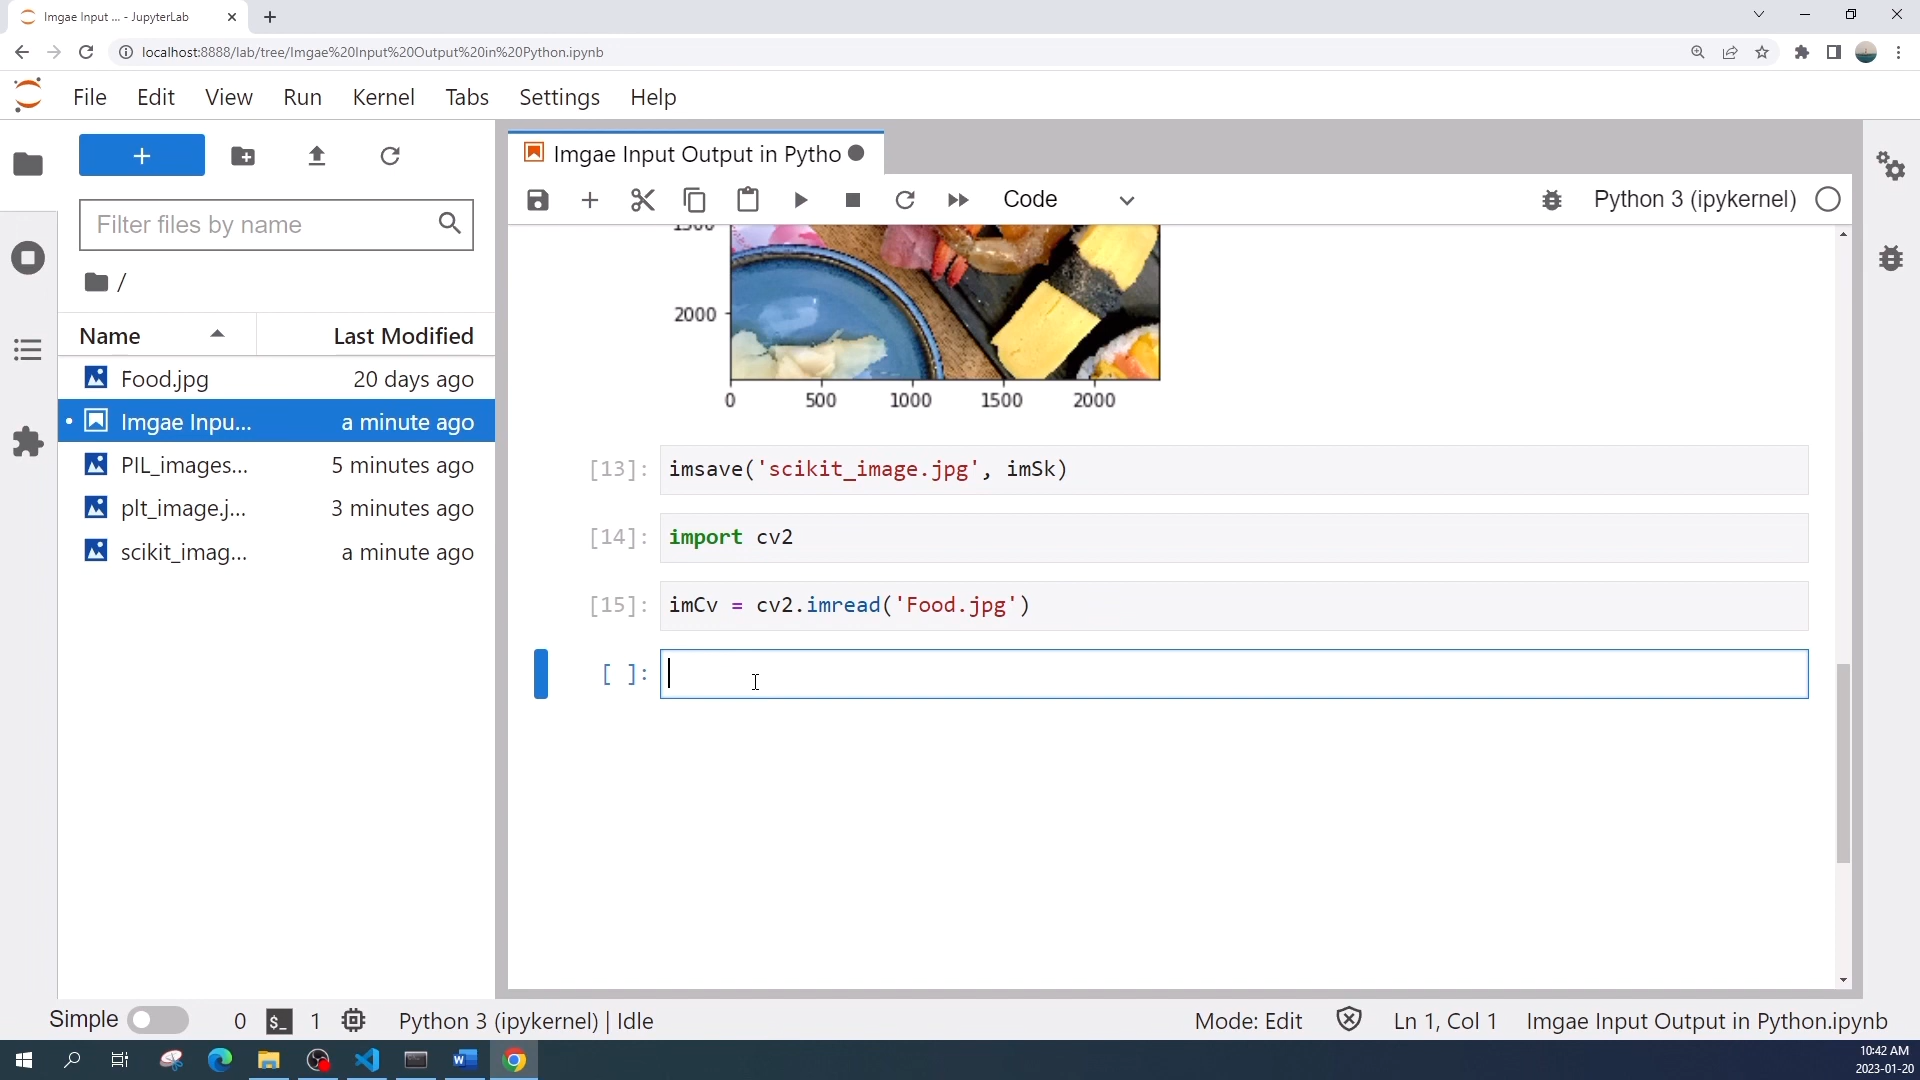 Imgae Input ... - JupyterLab
localhost:8888/lab/tree/Imgae%20Input%20Output%20in%20Python.ipynb
File Edit View Run Kernel Tabs Settings Help
Imgae Input Output in Pytho
Code
Python 3 (ipykernel)
Filter files by name
/
Name Last Modified
Food.jpg 20 days ago
Imgae Inpu... a minute ago
PIL_images... 5 minutes ago
plt_image.j... 3 minutes ago
scikit_imag... a minute ago
1500
2000
0 500 1000 1500 2000
[13]: imsave('scikit_image.jpg', imSk)
[14]: import cv2
[15]: imCv = cv2.imread('Food.jpg')
[ ]:
Simple 0 $_ 1 Python 3 (ipykernel) | Idle Mode: Edit Ln 1, Col 1 Imgae Input Output in Python.ipynb
10:42 AM
2023-01-20